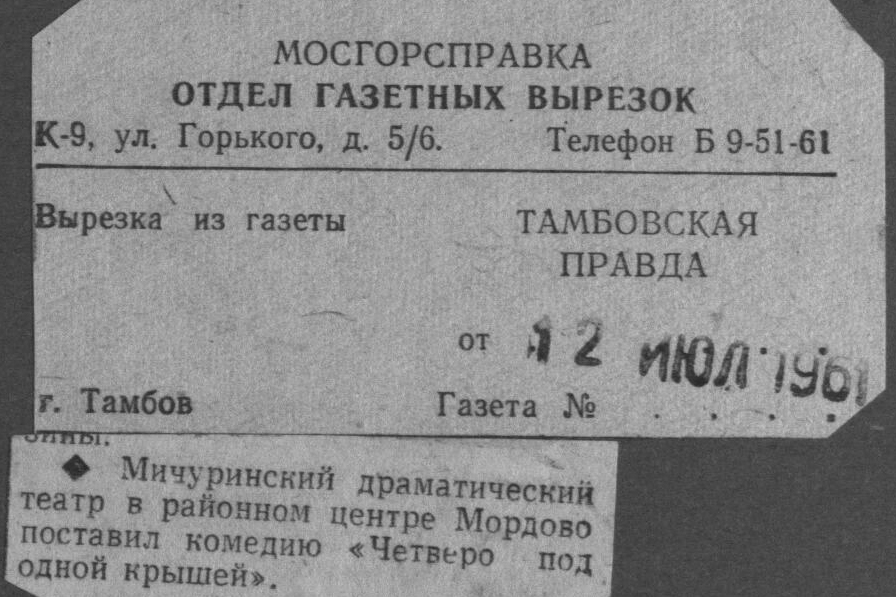 МОСГОРСПРАВКА
ОТДЕЛ ГАЗЕТНЫХ ВЫРЕЗОК
К-9, ул. Горького, д. 5/6. Телефон Б 9-51-61
Вырезка из газеты ТАМБОВСКАЯ
ПРАВДА
от 12 ИЮЛ 1961
г. Тамбов Газета № . . . .
◆ Мичуринский драматический
театр в районном центре Мордово
поставил комедию «Четверо под
одной крышей».